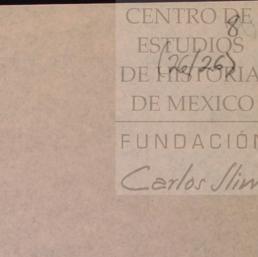 CENTRO DE
8
ESTUDIOS
DE HISTORIA
(26/26)
DE MEXICO
FUNDACIÓN
Carlos Slim